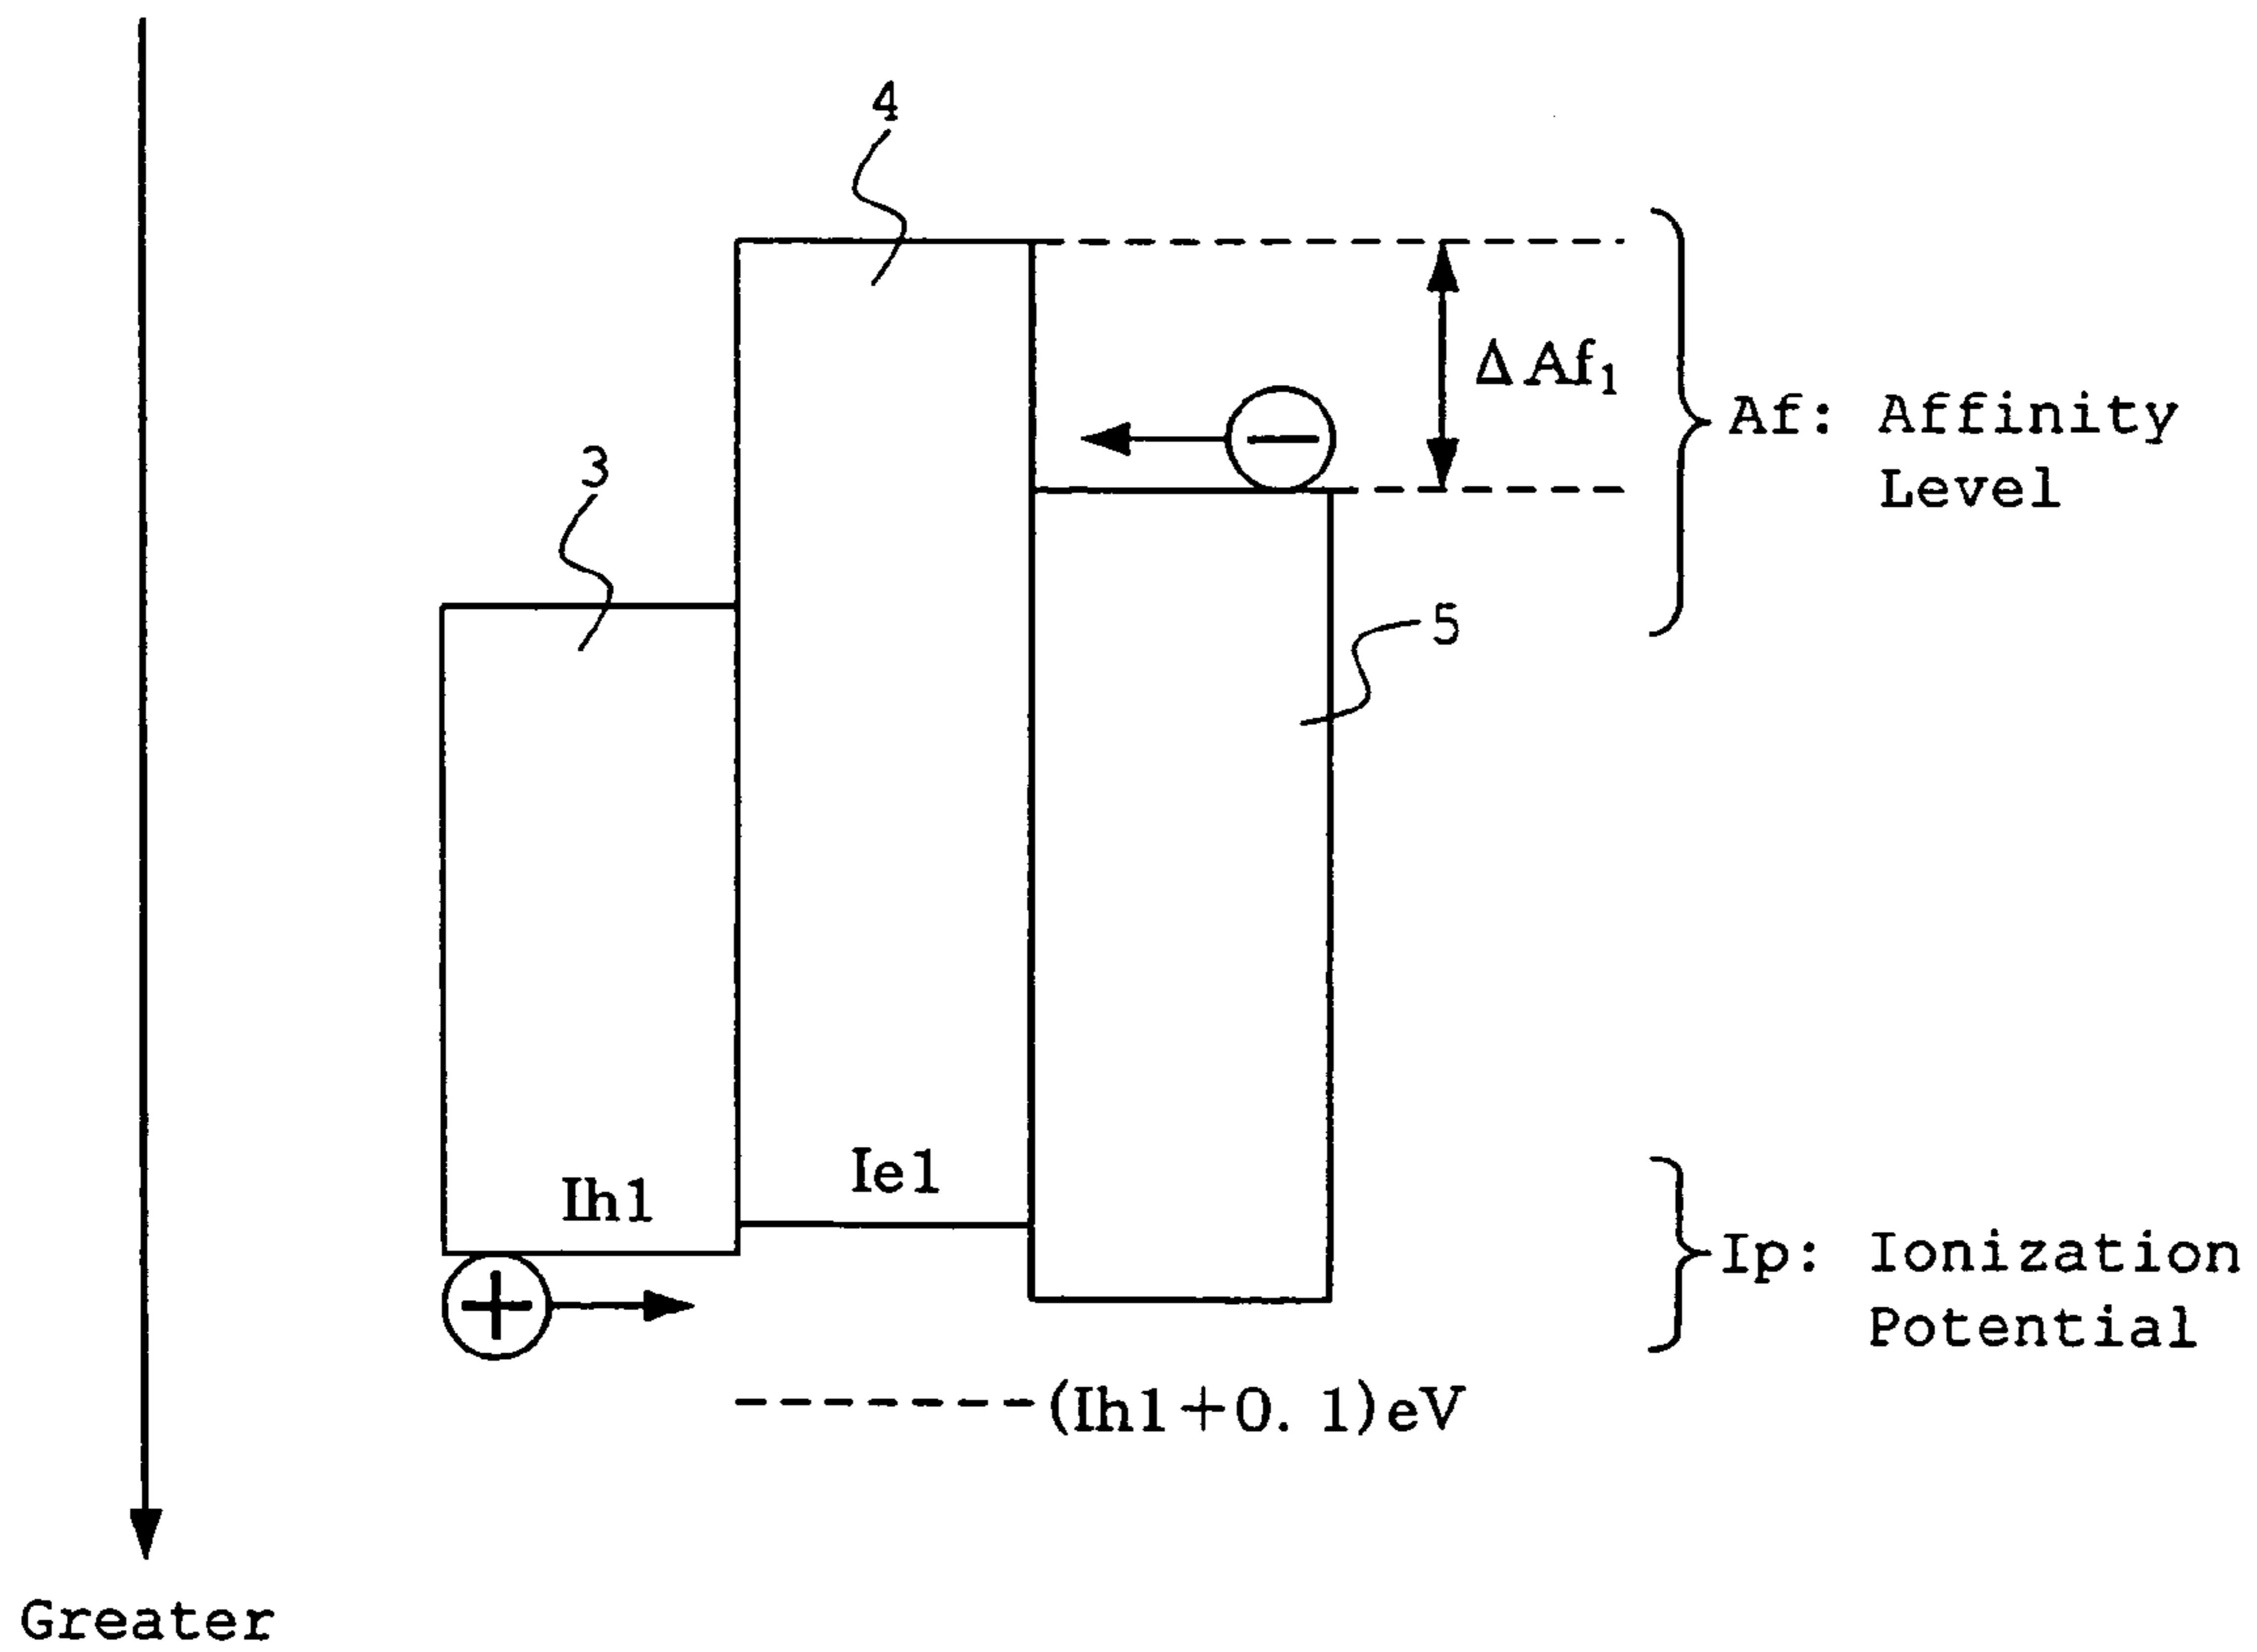 4
ΔAf₁
Af: Affinity
Level
3
5
Ie1
Ih1
Ip: Ionization
Potential
(Ih1+0. 1)eV
Greater